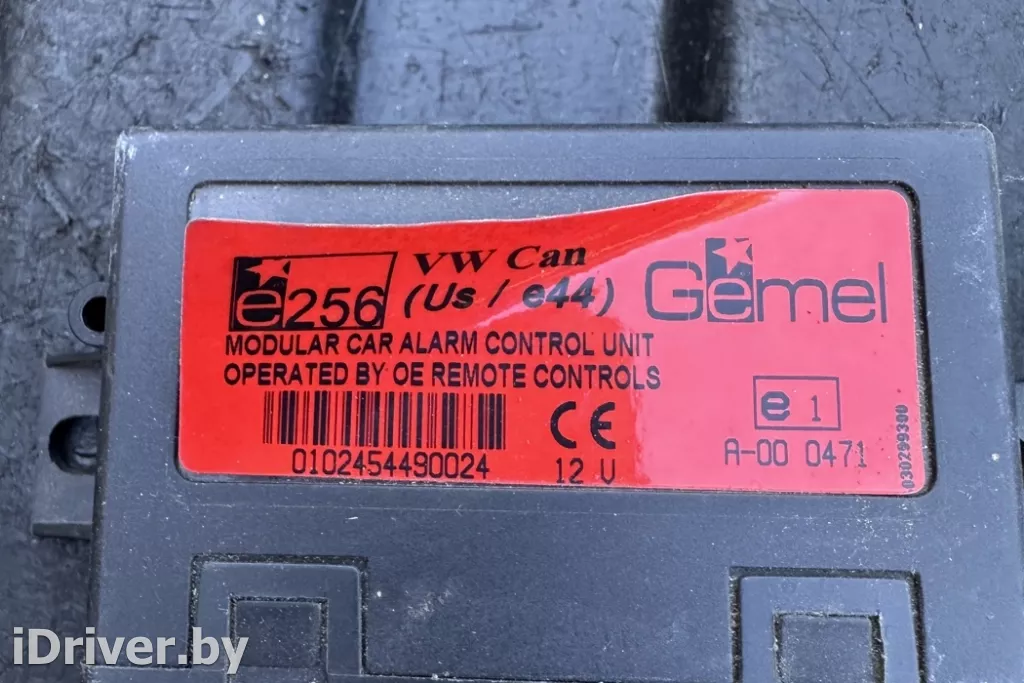 e256 VW Can
(Us / e44) Gemel
MODULAR CAR ALARM CONTROL UNIT
OPERATED BY OE REMOTE CONTROLS
0102454490024
CE
12 V
e 1
A-00 0471
030299300
iDriver.by